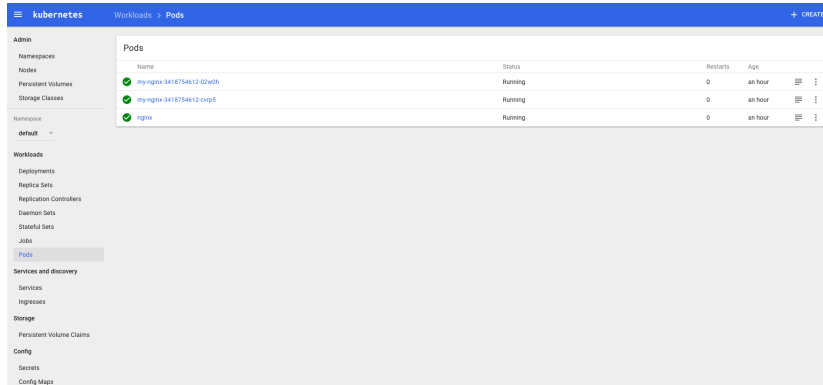 kubernetes
Workloads > Pods
+ CREATE
Admin
Namespaces
Nodes
Persistent Volumes
Storage Classes
Namespace
default
Workloads
Deployments
Replica Sets
Replication Controllers
Daemon Sets
Stateful Sets
Jobs
Pods
Services and discovery
Services
Ingresses
Storage
Persistent Volume Claims
Config
Secrets
Config Maps
Pods
Name Status Restarts Age
my-nginx-3418754612-02w0h Running 0 an hour
my-nginx-3418754612-cvrp5 Running 0 an hour
nginx Running 0 an hour